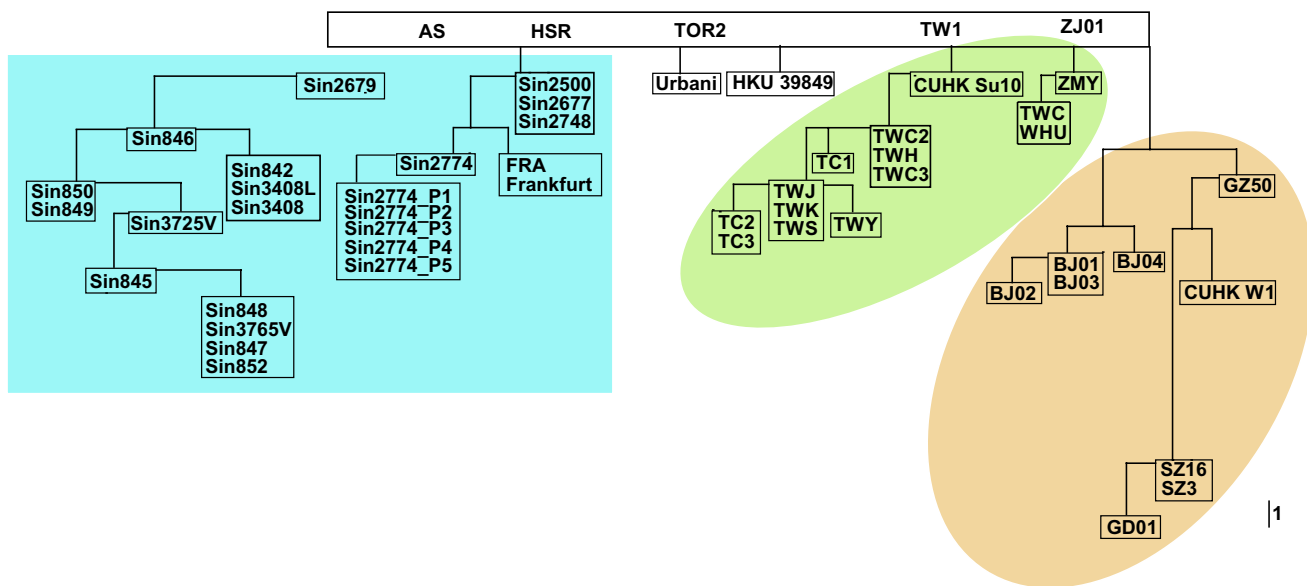 AS HSR TOR2 TW1 ZJ01
Sin2679
Sin846
Sin842
Sin3408L
Sin3408
Sin850
Sin849
Sin3725V
Sin845
Sin848
Sin3765V
Sin847
Sin852
Sin2500
Sin2677
Sin2748
Sin2774
FRA
Frankfurt
Sin2774_P1
Sin2774_P2
Sin2774_P3
Sin2774_P4
Sin2774_P5
Urbani
HKU 39849
CUHK Su10
ZMY
TWC
WHU
TWC2
TWH
TWC3
TC1
TWJ
TWK
TWS
TWY
TC2
TC3
GZ50
BJ01
BJ03
BJ04
BJ02
CUHK W1
SZ16
SZ3
GD01
1